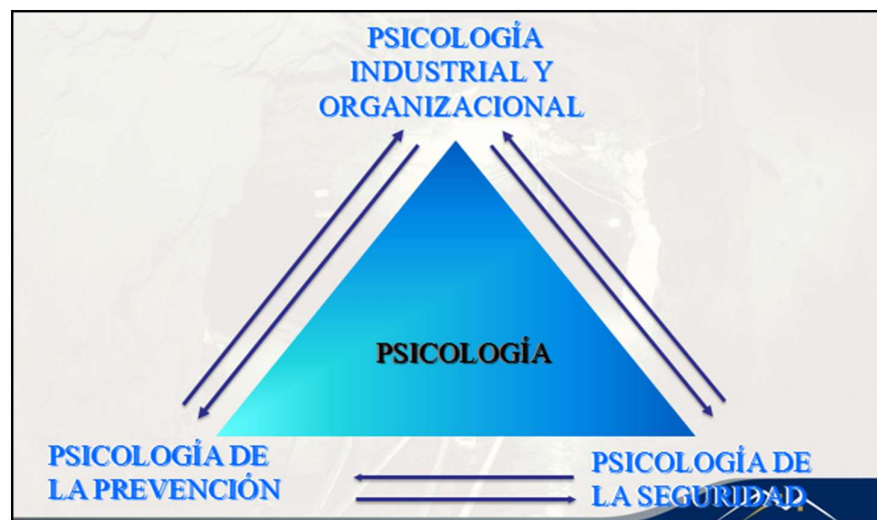 PSICOLOGÍA
INDUSTRIAL Y
ORGANIZACIONAL
PSICOLOGÍA
PSICOLOGÍA DE
LA PREVENCIÓN
PSICOLOGÍA DE
LA SEGURIDAD